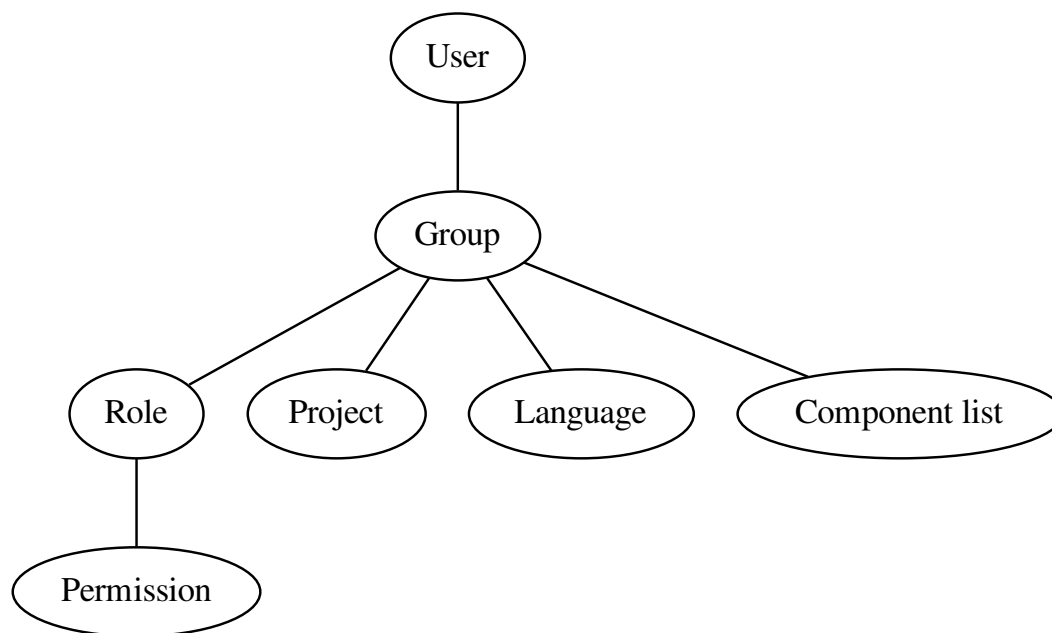 User
Group
Role
Project
Language
Component list
Permission